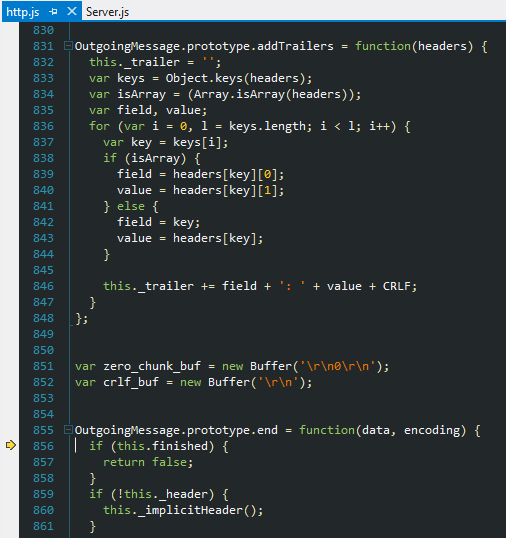 http.js Server.js
830
831 OutgoingMessage.prototype.addTrailers = function(headers) {
832   this._trailer = '';
833   var keys = Object.keys(headers);
834   var isArray = (Array.isArray(headers));
835   var field, value;
836   for (var i = 0, l = keys.length; i < l; i++) {
837     var key = keys[i];
838     if (isArray) {
839       field = headers[key][0];
840       value = headers[key][1];
841     } else {
842       field = key;
843       value = headers[key];
844     }
845
846     this._trailer += field + ': ' + value + CRLF;
847   }
848 };
849
850
851 var zero_chunk_buf = new Buffer('\r\n0\r\n');
852 var crlf_buf = new Buffer('\r\n');
853
854
855 OutgoingMessage.prototype.end = function(data, encoding) {
856   if (this.finished) {
857     return false;
858   }
859   if (!this._header) {
860     this._implicitHeader();
861   }